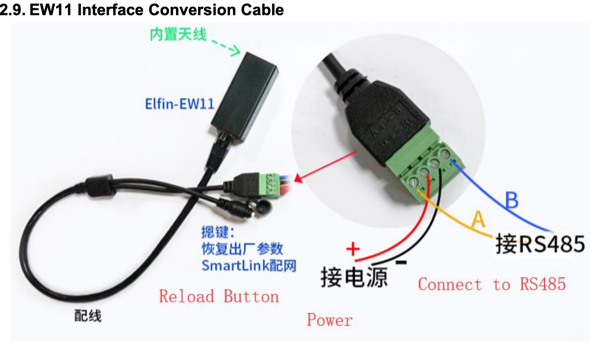 2.9. EW11 Interface Conversion Cable
内置天线
Elfin-EW11
B
A
摁键：
恢复出厂参数
SmartLink配网
+
-
接RS485
接电源
Connect to RS485
Reload Button
配线
Power